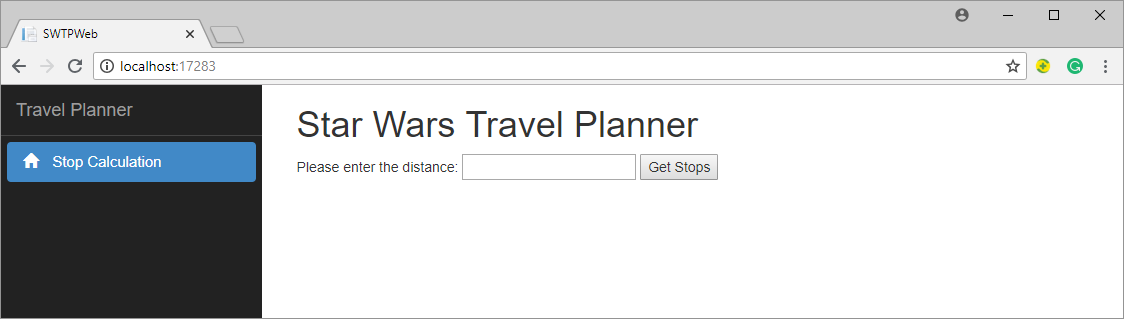 SWTPWeb
localhost:17283
Travel Planner
Stop Calculation
Star Wars Travel Planner
Please enter the distance: Get Stops